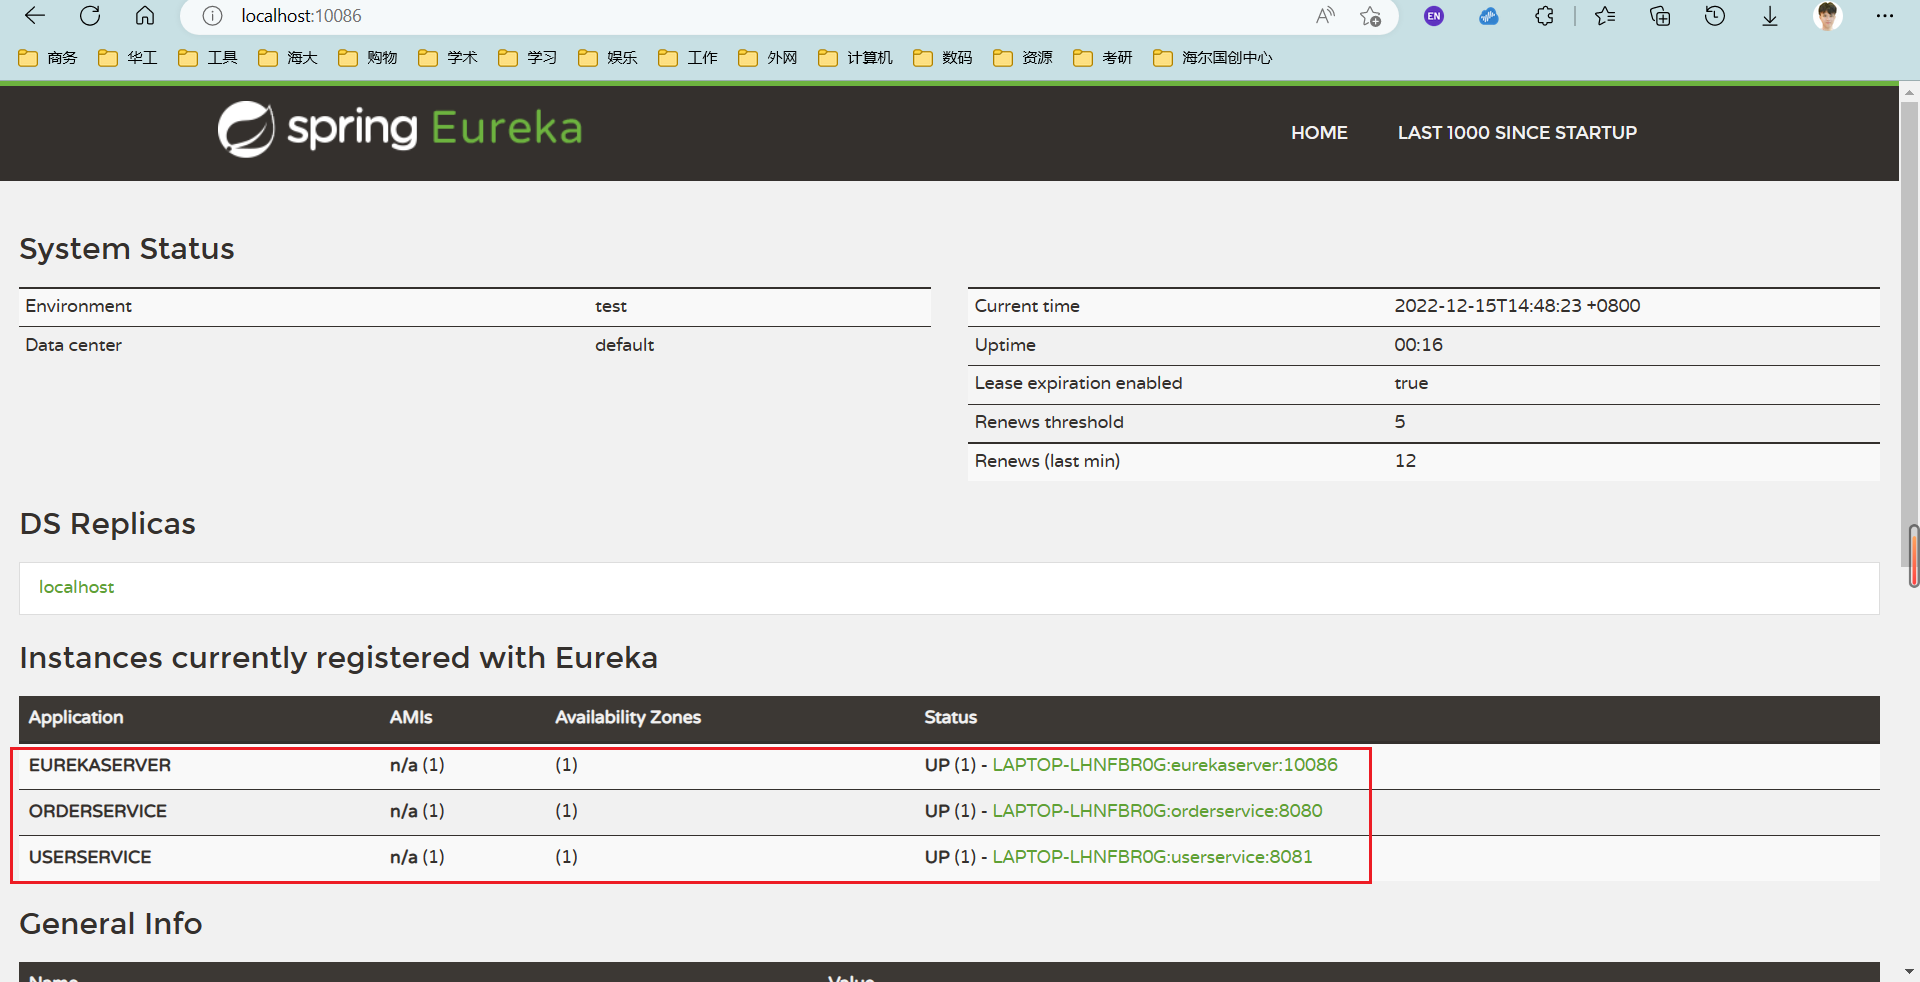 localhost:10086
EN
商务 华工 工具 海大 购物 学术 学习 娱乐 工作 外网 计算机 数码 资源 考研 海尔国创中心
spring Eureka
HOME LAST 1000 SINCE STARTUP
System Status
Environment test
Data center default
Current time 2022-12-15T14:48:23 +0800
Uptime 00:16
Lease expiration enabled true
Renews threshold 5
Renews (last min) 12
DS Replicas
localhost
Instances currently registered with Eureka
Application AMIs Availability Zones Status
EUREKASERVER n/a (1) (1) UP (1) - LAPTOP-LHNFBR0G:eurekaserver:10086
ORDERSERVICE n/a (1) (1) UP (1) - LAPTOP-LHNFBR0G:orderservice:8080
USERSERVICE n/a (1) (1) UP (1) - LAPTOP-LHNFBR0G:userservice:8081
General Info
Name Value